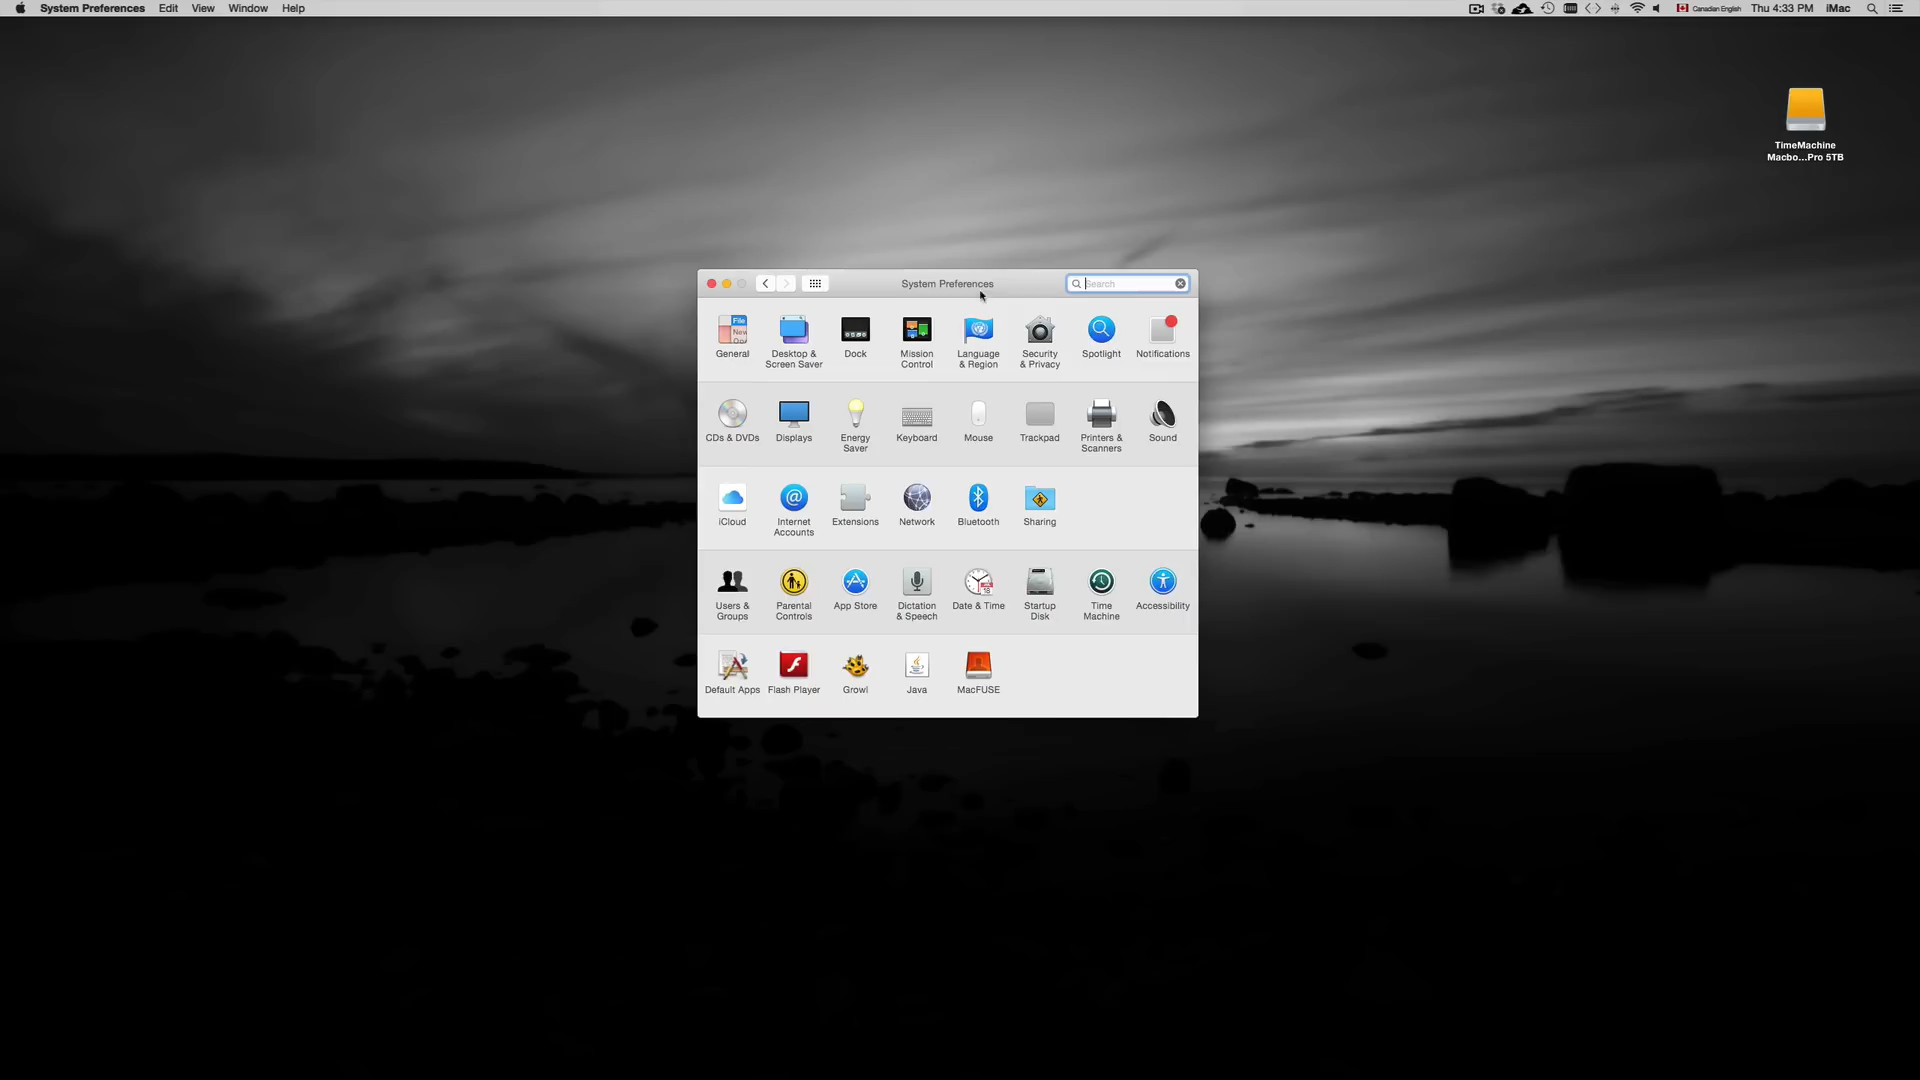 System Preferences Edit View Window Help
Canadian English Thu 4:33 PM iMac
TimeMachine
Macbo...Pro 5TB
System Preferences
Search
File
New
General
Desktop &
Screen Saver
Dock
Mission
Control
Language
& Region
Security
& Privacy
Spotlight
Notifications
CDs & DVDs
Displays
Energy
Saver
Keyboard
Mouse
Trackpad
Printers &
Scanners
Sound
iCloud
Internet
Accounts
Extensions
Network
Bluetooth
Sharing
Users &
Groups
Parental
Controls
App Store
Dictation
& Speech
Date & Time
Startup
Disk
Time
Machine
Accessibility
Default Apps
Flash Player
Growl
Java
MacFUSE